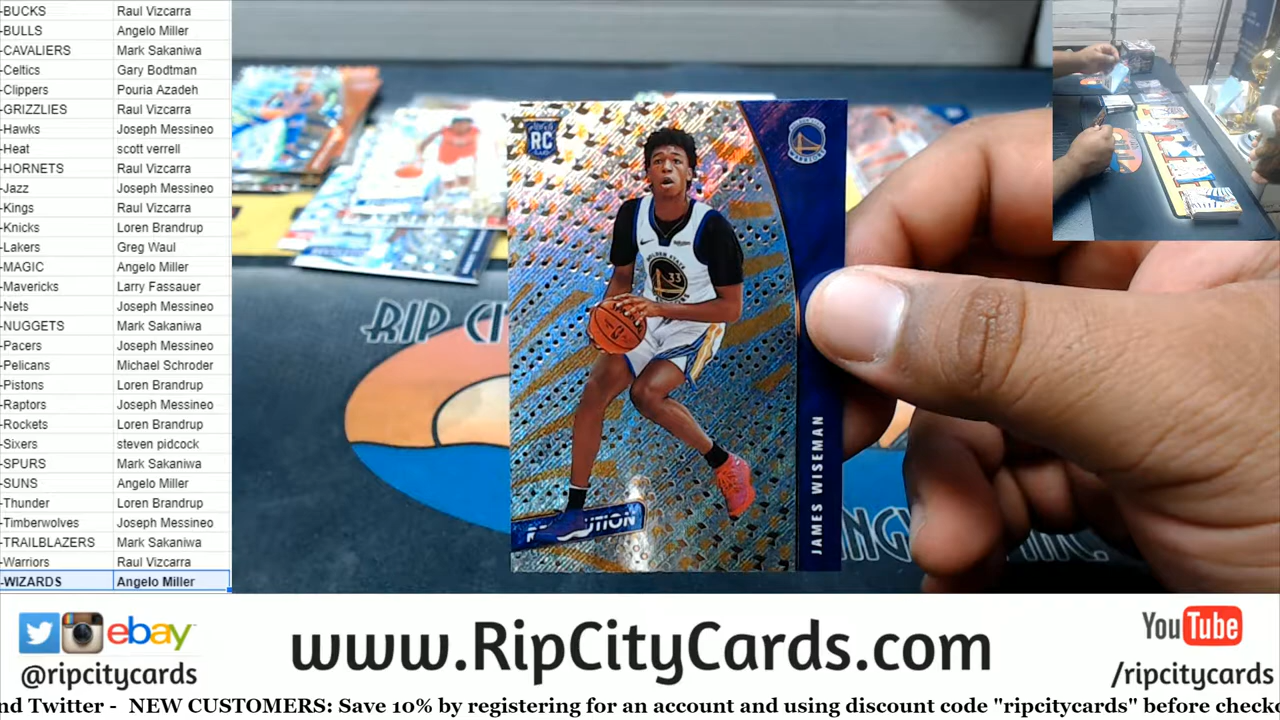 -BUCKS Raul Vizcarra
-BULLS Angelo Miller
-CAVALIERS Mark Sakaniwa
-Celtics Gary Bodtman
-Clippers Pouria Azadeh
-GRIZZLIES Raul Vizcarra
-Hawks Joseph Messineo
-Heat scott verrell
-HORNETS Raul Vizcarra
-Jazz Joseph Messineo
-Kings Raul Vizcarra
-Knicks Loren Brandrup
-Lakers Greg Waul
-MAGIC Angelo Miller
-Mavericks Larry Fassauer
-Nets Joseph Messineo
-NUGGETS Mark Sakaniwa
-Pacers Joseph Messineo
-Pelicans Michael Schroder
-Pistons Loren Brandrup
-Raptors Joseph Messineo
-Rockets Loren Brandrup
-Sixers steven pidcock
-SPURS Mark Sakaniwa
-SUNS Angelo Miller
-Thunder Loren Brandrup
-Timberwolves Joseph Messineo
-TRAILBLAZERS Mark Sakaniwa
-Warriors Raul Vizcarra
-WIZARDS Angelo Miller
RC
WARRIORS
GOLDEN STATE
33
JAMES WISEMAN
RIP CI
ebay
@ripcitycards
www.RipCityCards.com
YouTube
/ripcitycards
nd Twitter - NEW CUSTOMERS: Save 10% by registering for an account and using discount code "ripcitycards" before checko